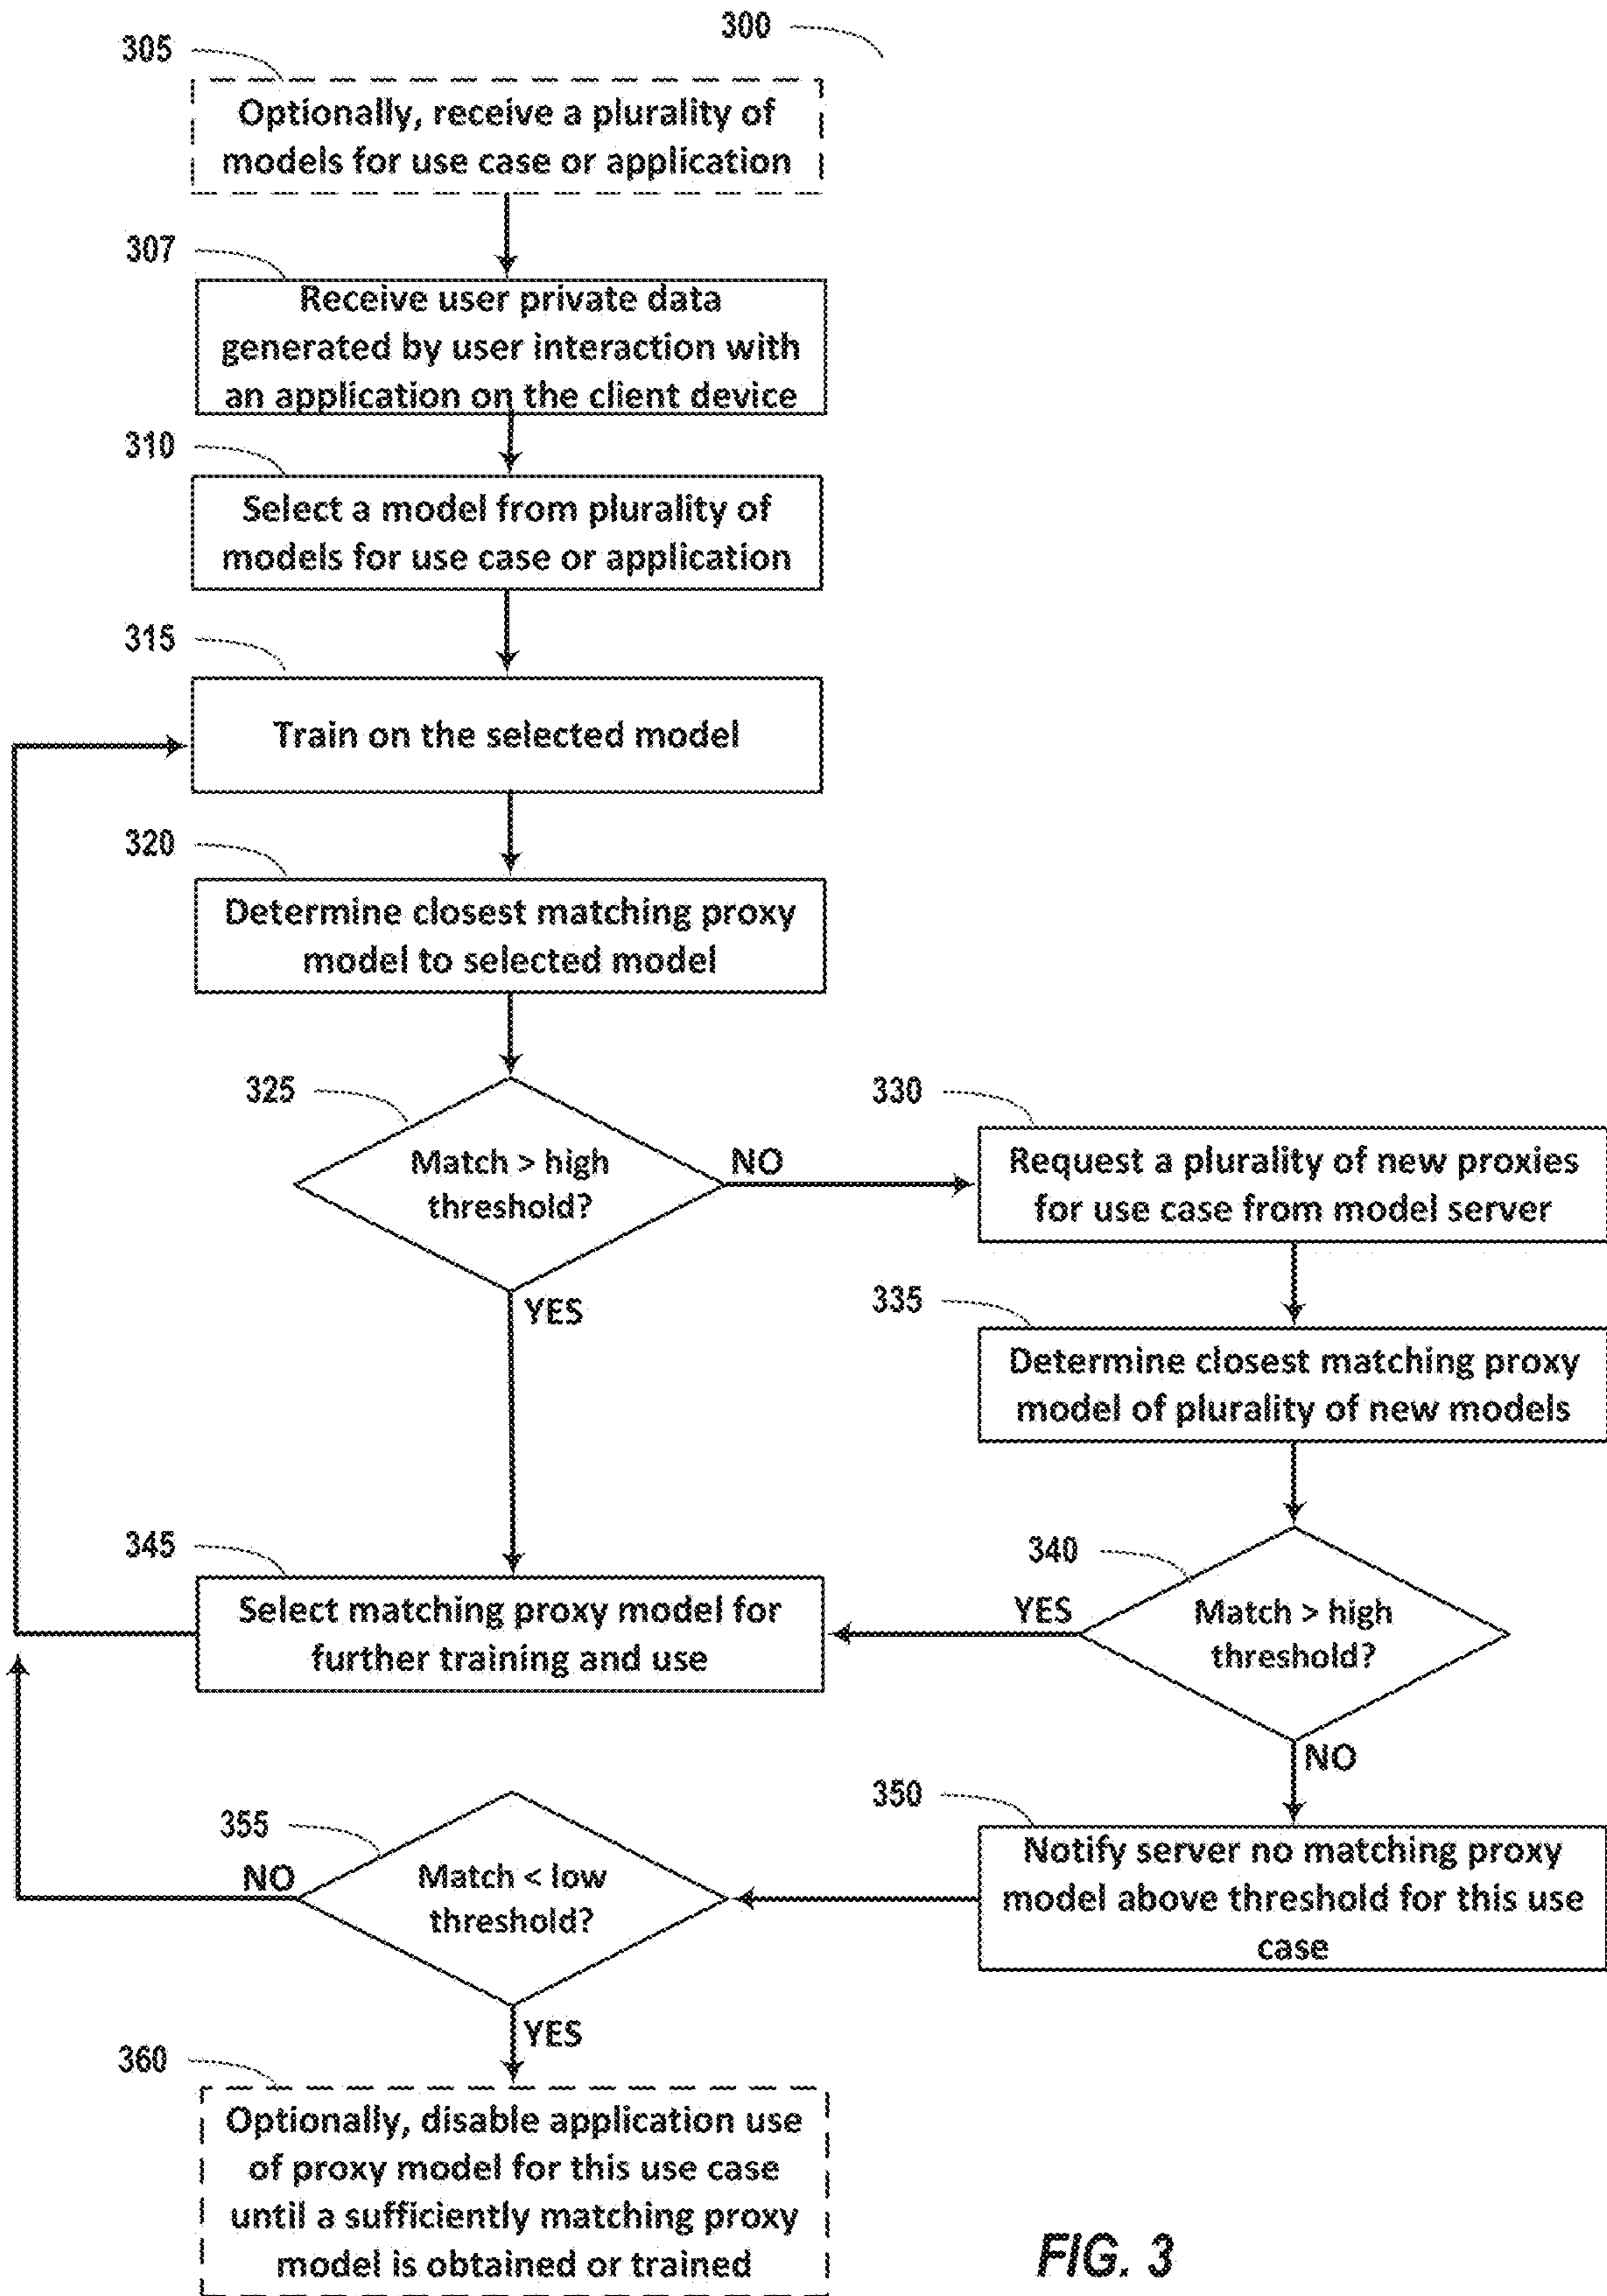 300
305
Optionally, receive a plurality of
models for use case or application
307
Receive user private data
generated by user interaction with
an application on the client device
310
Select a model from plurality of
models for use case or application
315
Train on the selected model
320
Determine closest matching proxy
model to selected model
325
Match > high
threshold?
NO
YES
330
Request a plurality of new proxies
for use case from model server
335
Determine closest matching proxy
model of plurality of new models
340
Match > high
threshold?
YES
NO
345
Select matching proxy model for
further training and use
350
Notify server no matching proxy
model above threshold for this use
case
355
Match < low
threshold?
NO
YES
360
Optionally, disable application use
of proxy model for this use case
until a sufficiently matching proxy
model is obtained or trained
FIG. 3